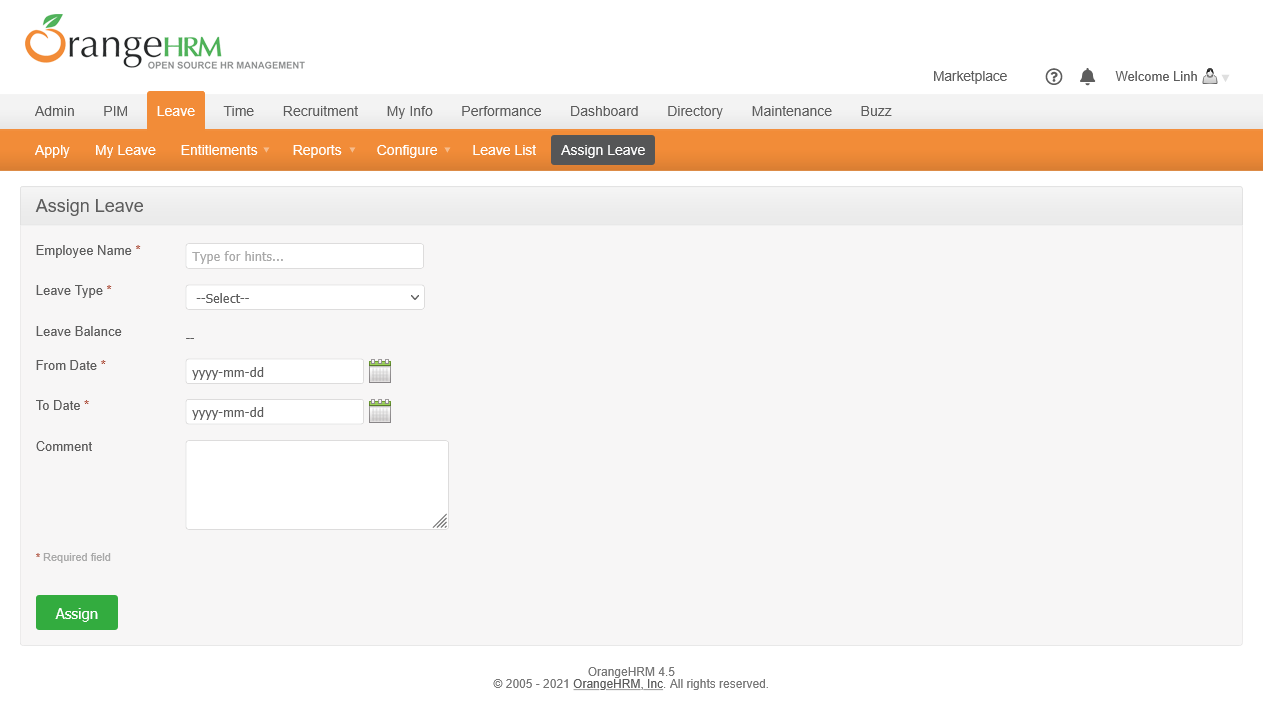 OrangeHRM
OPEN SOURCE HR MANAGEMENT
Marketplace Welcome Linh
Admin PIM Leave Time Recruitment My Info Performance Dashboard Directory Maintenance Buzz
Apply My Leave Entitlements Reports Configure Leave List Assign Leave
Assign Leave
Employee Name * Type for hints...
Leave Type * --Select--
Leave Balance --
From Date * yyyy-mm-dd
To Date * yyyy-mm-dd
Comment
* Required field
Assign
OrangeHRM 4.5
© 2005 - 2021 OrangeHRM, Inc. All rights reserved.